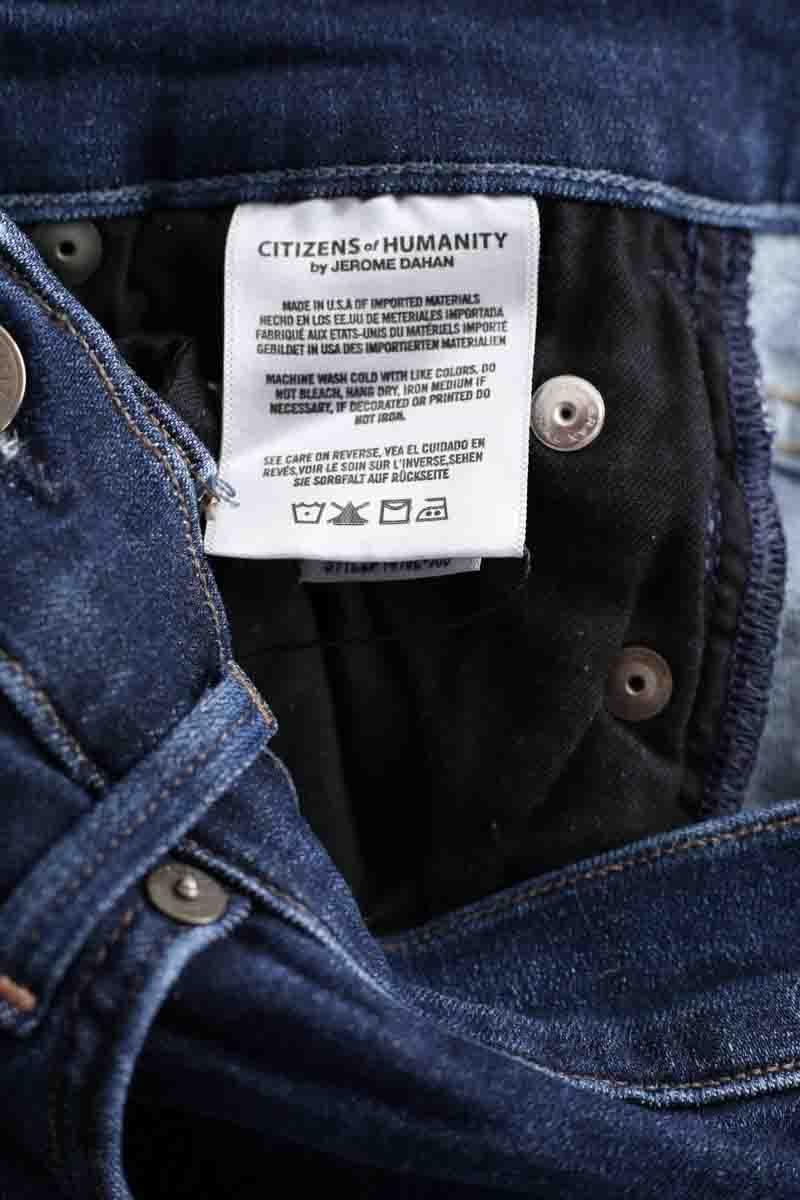 CITIZENS of HUMANITY
by JEROME DAHAN
MADE IN U.S.A OF IMPORTED MATERIALS
HECHO EN LOS EE.UU DE METERIALES IMPORTADA
FABRIQUÉ AUX ETATS-UNIS DU MATÉRIELS IMPORTÉ
GEBILDET IN USA DES IMPORTIERTEN MATERIALIEN
MACHINE WASH COLD WITH LIKE COLORS, DO
NOT BLEACH, HANG DRY, IRON MEDIUM IF
NECESSARY, IF DECORATED OR PRINTED DO
NOT IRON.
SEE CARE ON REVERSE, VEA EL CUIDADO EN
REVÉS,VOIR LE SOIN SUR L'INVERSE,SEHEN
SIE SORBFALT AUF RÜCKSEITE